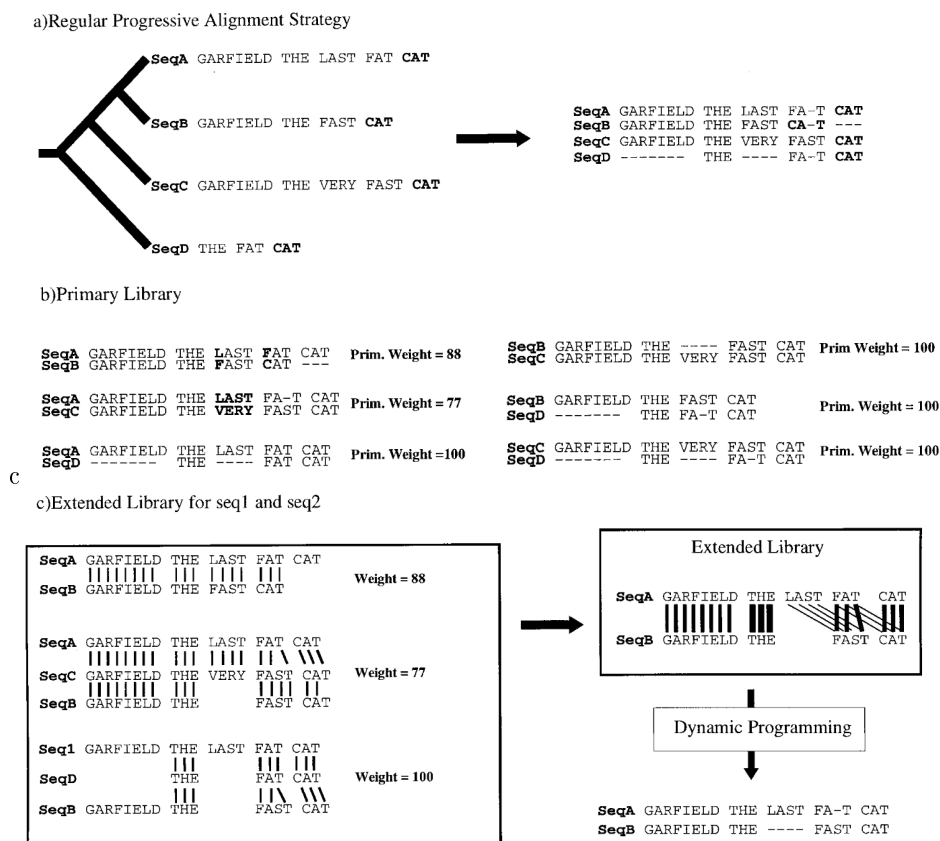 a)Regular Progressive Alignment Strategy
SeqA GARFIELD THE LAST FAT CAT
SeqB GARFIELD THE FAST CAT
SeqC GARFIELD THE VERY FAST CAT
SeqD THE FAT CAT
SeqA GARFIELD THE LAST FA-T CAT
SeqB GARFIELD THE FAST CA-T ---
SeqC GARFIELD THE VERY FAST CAT
SeqD -------- THE ---- FA-T CAT
b)Primary Library
SeqA GARFIELD THE LAST FAT CAT
SeqB GARFIELD THE FAST CAT ---
Prim. Weight = 88
SeqA GARFIELD THE LAST FA-T CAT
SeqC GARFIELD THE VERY FAST CAT
Prim. Weight = 77
SeqA GARFIELD THE LAST FAT CAT
SeqD -------- THE ---- FAT CAT
Prim. Weight =100
SeqB GARFIELD THE ---- FAST CAT
SeqC GARFIELD THE VERY FAST CAT
Prim Weight = 100
SeqB GARFIELD THE FAST CAT
SeqD -------- THE FA-T CAT
Prim. Weight = 100
SeqC GARFIELD THE VERY FAST CAT
SeqD -------- THE ---- FA-T CAT
Prim. Weight = 100
C
c)Extended Library for seq1 and seq2
SeqA GARFIELD THE LAST FAT CAT
SeqB GARFIELD THE FAST CAT
Weight = 88
SeqA GARFIELD THE LAST FAT CAT
SeqC GARFIELD THE VERY FAST CAT
SeqB GARFIELD THE FAST CAT
Weight = 77
Seq1 GARFIELD THE LAST FAT CAT
SeqD THE FAT CAT
SeqB GARFIELD THE FAST CAT
Weight = 100
Extended Library
SeqA GARFIELD THE LAST FAT CAT
SeqB GARFIELD THE FAST CAT
Dynamic Programming
SeqA GARFIELD THE LAST FA-T CAT
SeqB GARFIELD THE ---- FAST CAT